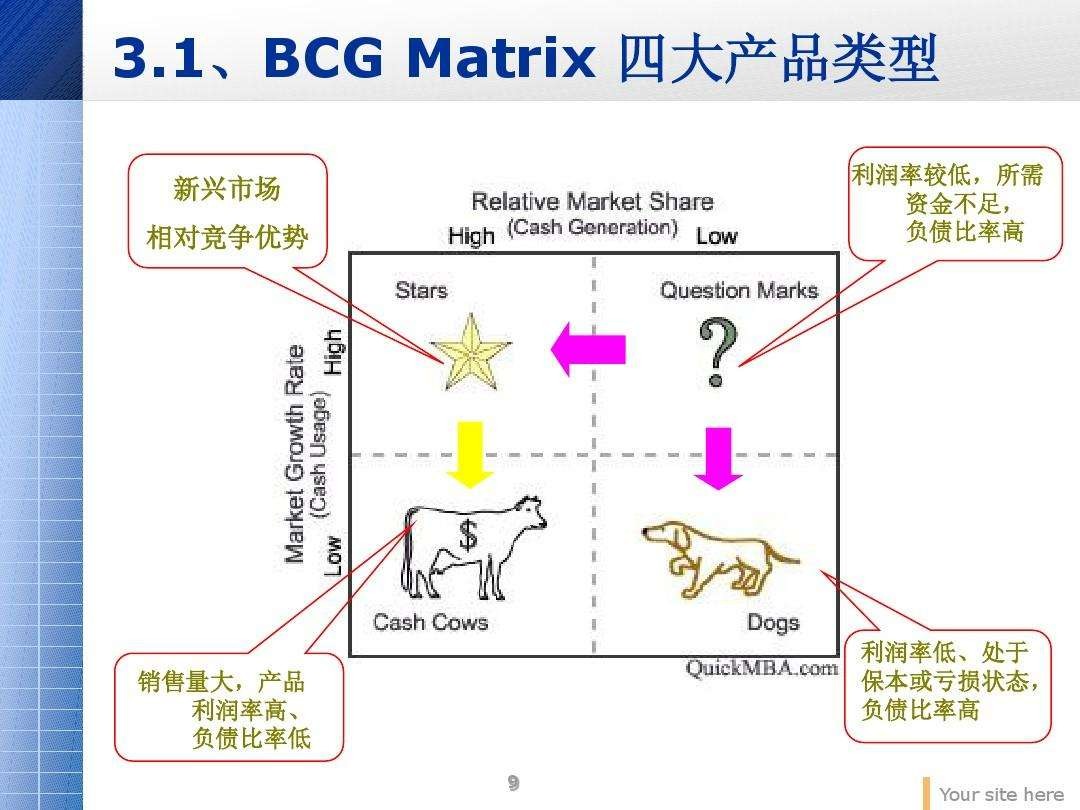 3.1、BCG Matrix 四大产品类型
新兴市场
相对竞争优势
利润率较低，所需
资金不足，
负债比率高
Relative Market Share
(Cash Generation)
High
Low
Stars
Question Marks
Market Growth Rate
(Cash Usage)
High
Low
$
Cash Cows
Dogs
QuickMBA.com
销售量大，产品
利润率高、
负债比率低
利润率低、处于
保本或亏损状态，
负债比率高
9
Your site here